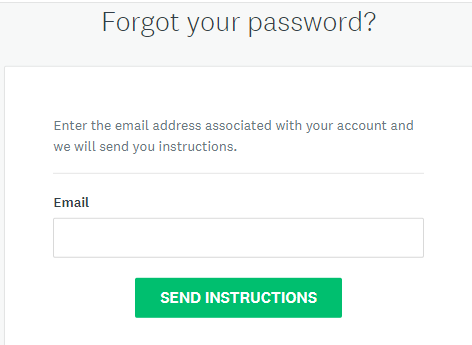 Forgot your password?
Enter the email address associated with your account and
we will send you instructions.
Email
SEND INSTRUCTIONS